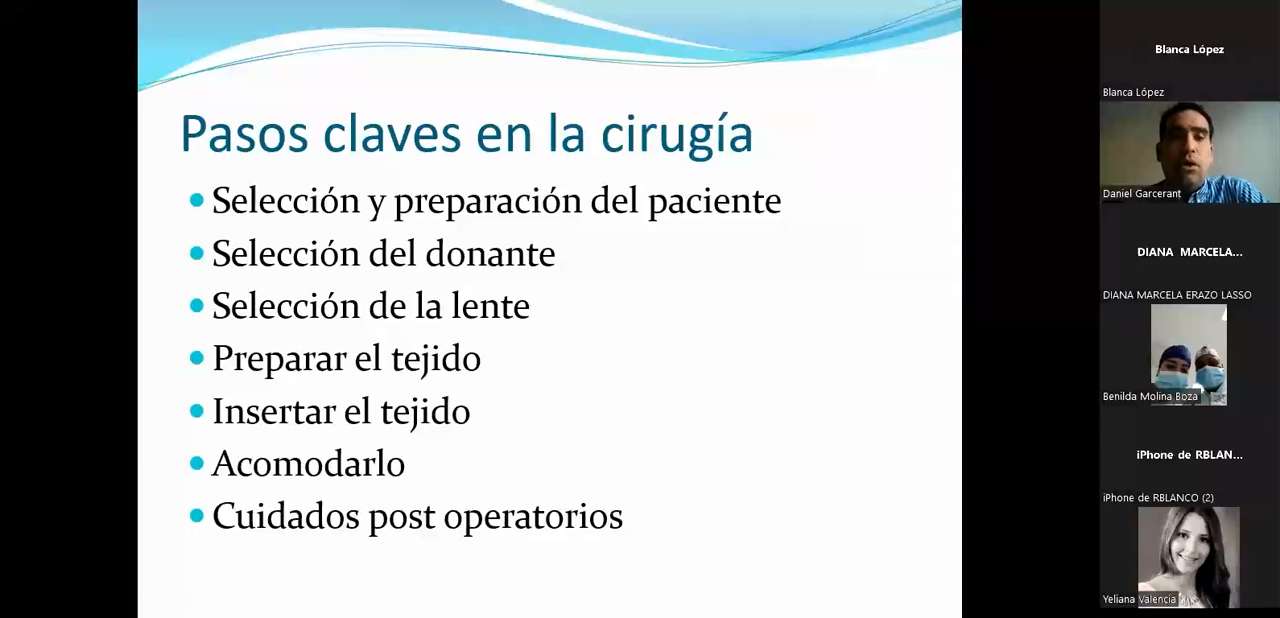 Pasos claves en la cirugía
Selección y preparación del paciente
Selección del donante
Selección de la lente
Preparar el tejido
Insertar el tejido
Acomodarlo
Cuidados post operatorios
Blanca López
Blanca López
Daniel Garcerant
DIANA MARCELA...
DIANA MARCELA ERAZO LASSO
Benilda Molina Boza
iPhone de RBLAN...
iPhone de RBLANCO (2)
Yeliana Valencia